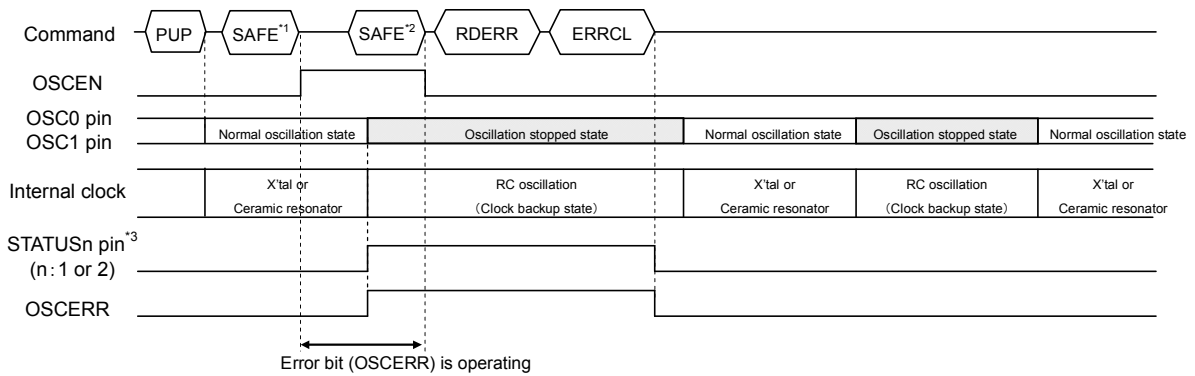 Command PUP SAFE*1 SAFE*2 RDERR ERRCL
OSCEN
OSC0 pin
OSC1 pin
Normal oscillation state Oscillation stopped state Normal oscillation state Oscillation stopped state Normal oscillation state
Internal clock
X'tal or RC oscillation X'tal or RC oscillation X'tal or
Ceramic resonator (Clock backup state) Ceramic resonator (Clock backup state) Ceramic resonator
STATUSn pin*3
(n:1 or 2)
OSCERR
Error bit (OSCERR) is operating